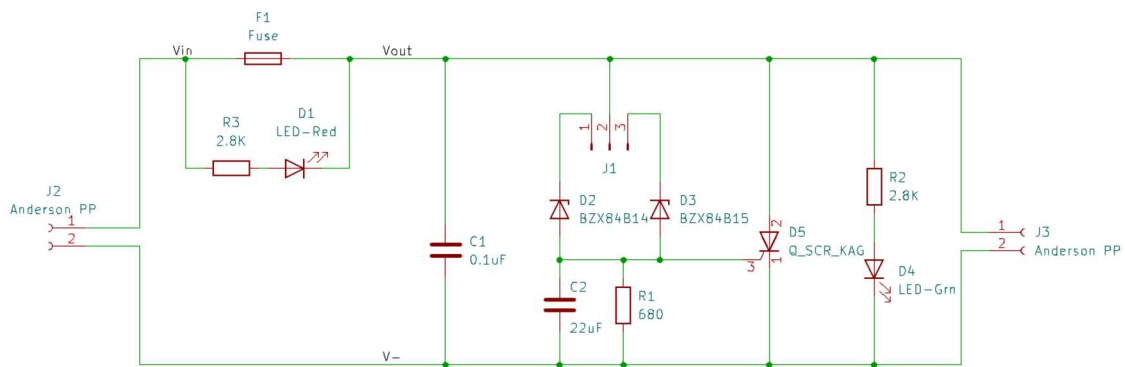 F1
Fuse
Vin
Vout
R3
2.8K
D1
LED-Red
J2
Anderson PP
1
2
C1
0.1uF
1 2 3
J1
D2
BZX84B14
D3
BZX84B15
C2
22uF
R1
680
2
D5
Q_SCR_KAG
3
1
R2
2.8K
D4
LED-Grn
1
2
J3
Anderson PP
V-